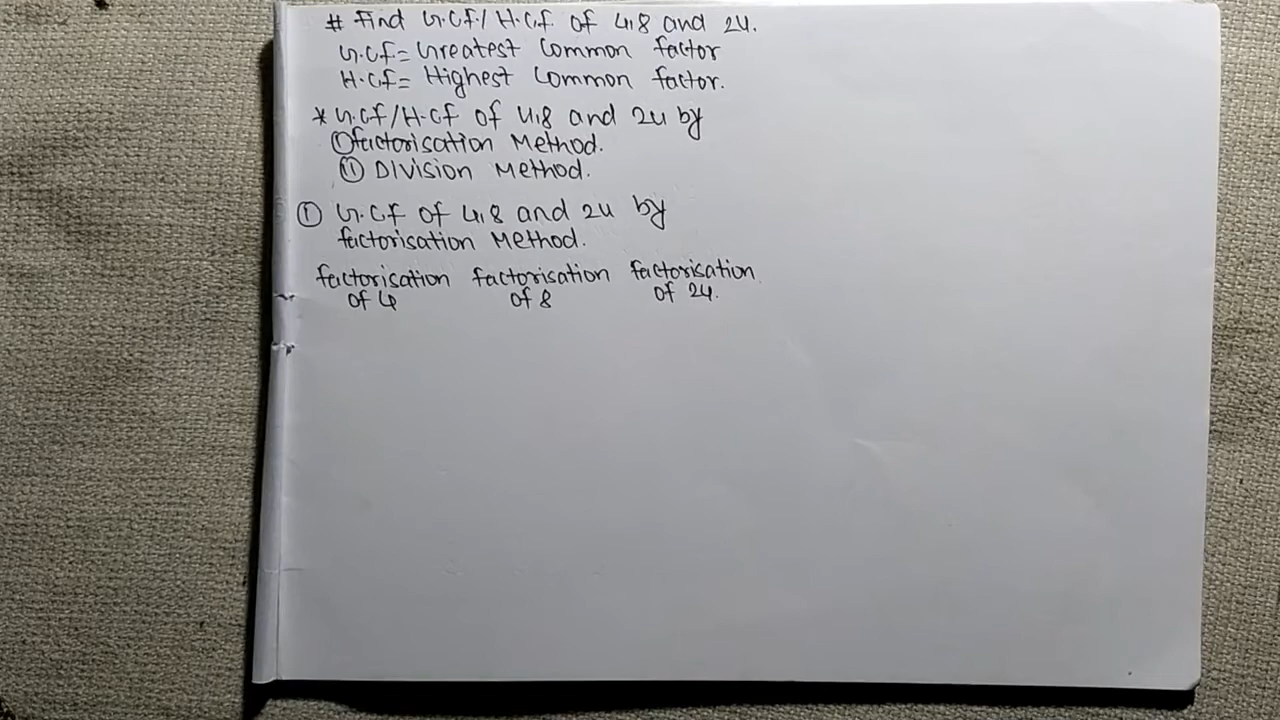 # Find G.C.F./H.C.F. of 4,8 and 24.
G.C.F.= Greatest Common factor
H.C.F= Highest Common factor.
* G.C.F/H.C.F of 4,8 and 24 by
(I) factorisation Method.
(II) Division Method.
(I) G.C.F of 4,8 and 24 by
factorisation Method.
factorisation factorisation factorisation
of 4 of 8 of 24.